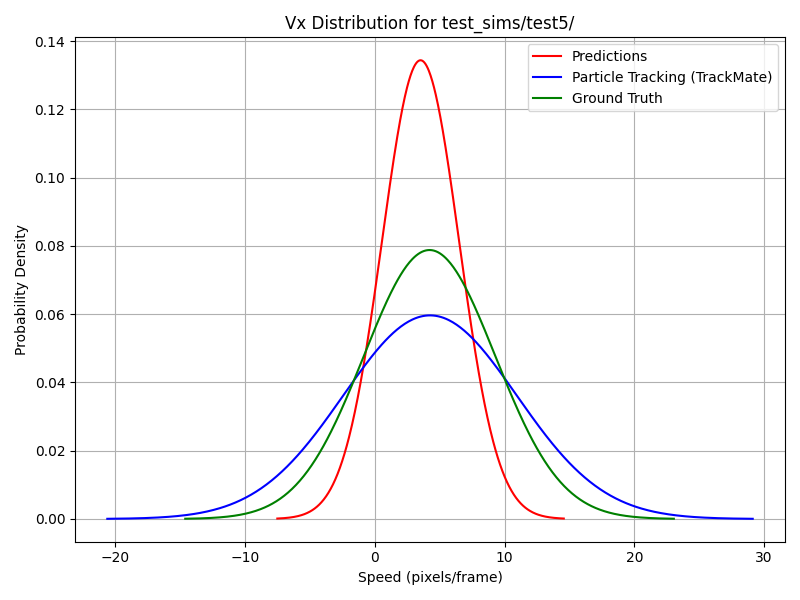 Vx Distribution for test_sims/test5/
Predictions
Particle Tracking (TrackMate)
Ground Truth
Probability Density
0.14
0.12
0.10
0.08
0.06
0.04
0.02
0.00
−20
−10
0
10
20
30
Speed (pixels/frame)